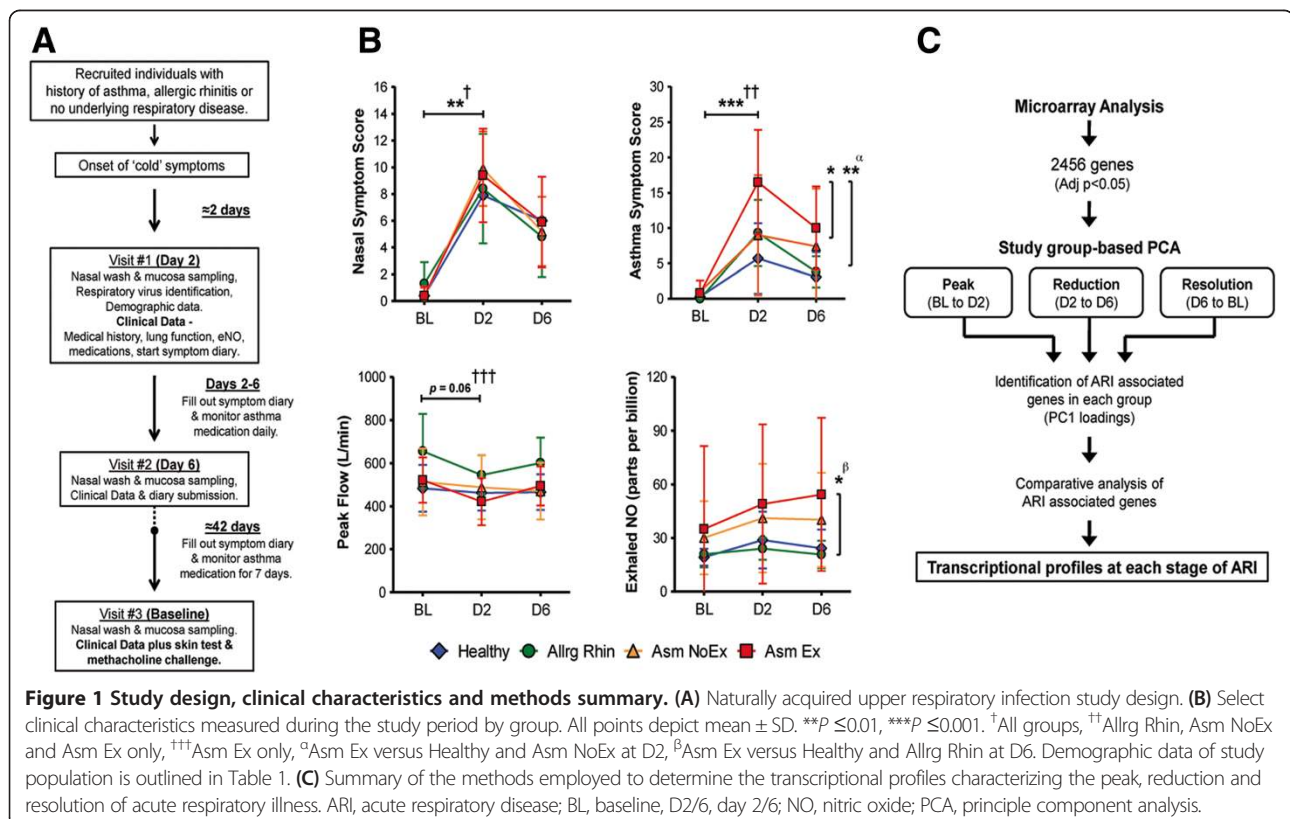 A
Recruited individuals with
history of asthma, allergic rhinitis or
no underlying respiratory disease.
Onset of ‘cold’ symptoms
≈2 days
Visit #1 (Day 2)
Nasal wash & mucosa sampling,
Respiratory virus identification,
Demographic data.
Clinical Data -
Medical history, lung function, eNO,
medications, start symptom diary.
Days 2-6
Fill out symptom diary
& monitor asthma
medication daily.
Visit #2 (Day 6)
Nasal wash & mucosa sampling,
Clinical Data & diary submission.
≈42 days
Fill out symptom diary
& monitor asthma
medication for 7 days.
Visit #3 (Baseline)
Nasal wash & mucosa sampling.
Clinical Data plus skin test &
methacholine challenge.
B
Nasal Symptom Score
16
14
12
10
8
6
4
2
0
**†
BL D2 D6
Asthma Symptom Score
30
25
20
15
10
5
0
***††
* **α
BL D2 D6
Peak Flow (L/min)
1000
800
600
400
200
0
p = 0.06 †††
BL D2 D6
Exhaled NO (parts per billion)
120
90
60
30
0
*β
BL D2 D6
Healthy Allrg Rhin Asm NoEx Asm Ex
C
Microarray Analysis
2456 genes
(Adj p<0.05)
Study group-based PCA
Peak
(BL to D2)
Reduction
(D2 to D6)
Resolution
(D6 to BL)
Identification of ARI associated
genes in each group
(PC1 loadings)
Comparative analysis of
ARI associated genes
Transcriptional profiles at each stage of ARI
Figure 1 Study design, clinical characteristics and methods summary. (A) Naturally acquired upper respiratory infection study design. (B) Select
clinical characteristics measured during the study period by group. All points depict mean ± SD. **P ≤0.01, ***P ≤0.001. †All groups, ††Allrg Rhin, Asm NoEx
and Asm Ex only, †††Asm Ex only, αAsm Ex versus Healthy and Asm NoEx at D2, βAsm Ex versus Healthy and Allrg Rhin at D6. Demographic data of study
population is outlined in Table 1. (C) Summary of the methods employed to determine the transcriptional profiles characterizing the peak, reduction and
resolution of acute respiratory illness. ARI, acute respiratory disease; BL, baseline, D2/6, day 2/6; NO, nitric oxide; PCA, principle component analysis.